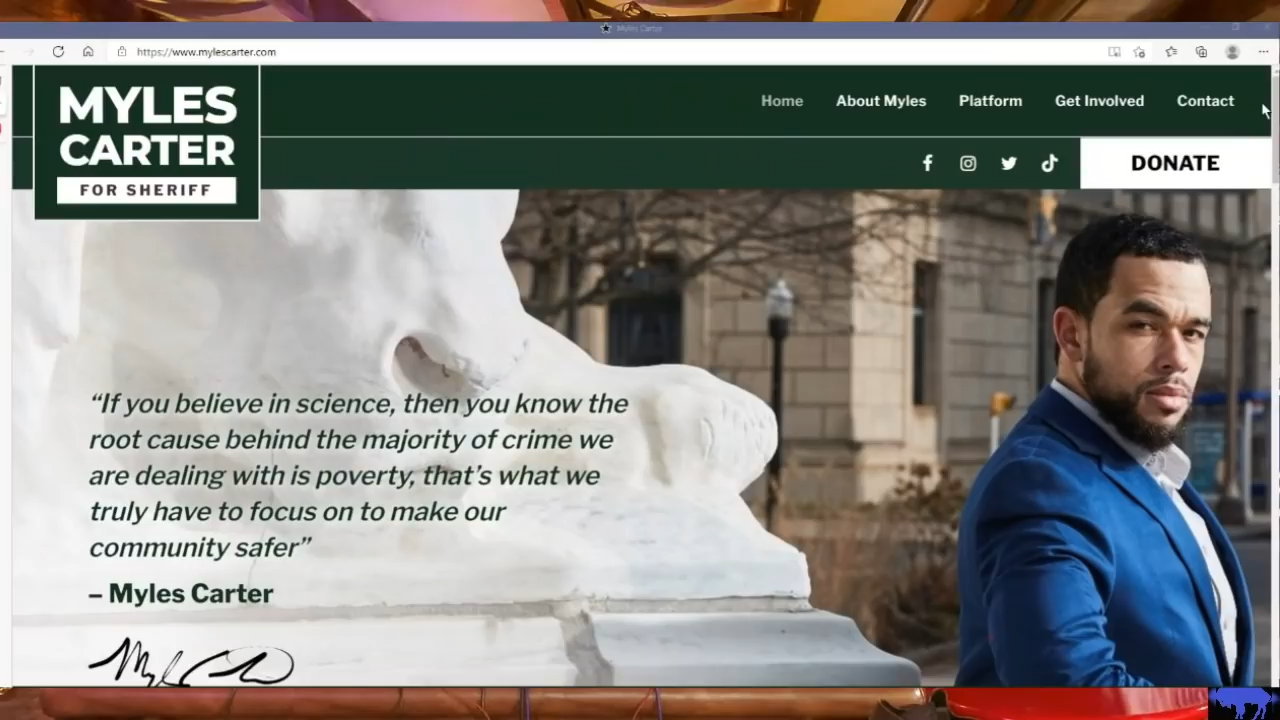 Myles Carter
https://www.mylescarter.com
MYLES
CARTER
FOR SHERIFF
Home About Myles Platform Get Involved Contact
DONATE
“If you believe in science, then you know the
root cause behind the majority of crime we
are dealing with is poverty, that’s what we
truly have to focus on to make our
community safer”
– Myles Carter